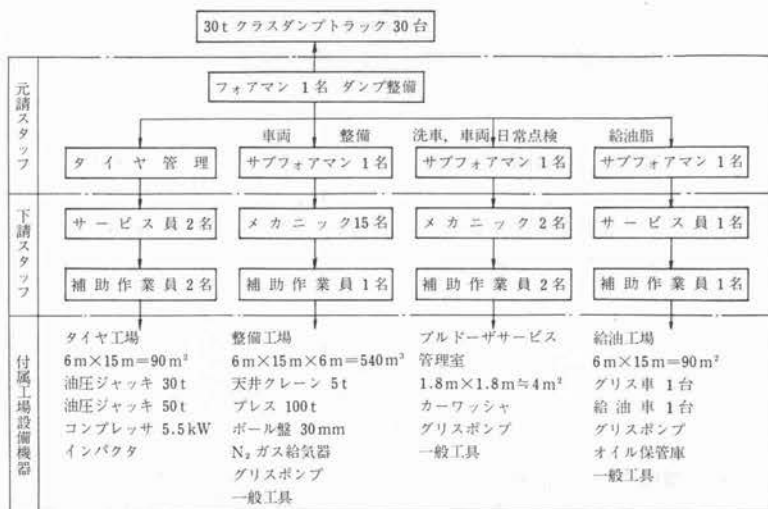 30t クラスダンプトラック 30台
元請スタッフ
フォアマン 1名 ダンプ整備
車両 整備
洗車,車両日常点検
給油脂
タイヤ管理
サブフォアマン 1名
サブフォアマン 1名
サブフォアマン 1名
下請スタッフ
サービス員 2名
メカニック15名
メカニック 2名
サービス員 1名
補助作業員 2名
補助作業員 1名
補助作業員 2名
補助作業員 1名
付属工場設備機器
タイヤ工場
6m×15m=90m²
油圧ジャッキ 30t
油圧ジャッキ 50t
コンプレッサ 5.5kW
インパクタ
整備工場
6m×15m×6m=540m³
天井クレーン 5t
プレス 100t
ボール盤 30mm
N₂ガス給気器
グリスポンプ
一般工具
ブルドーザサービス
管理室
1.8m×1.8m≒4m²
カーワッシャ
グリスポンプ
一般工具
給油工場
6m×15m=90m²
グリス車 1台
給油車 1台
グリスポンプ
オイル保管庫
一般工具